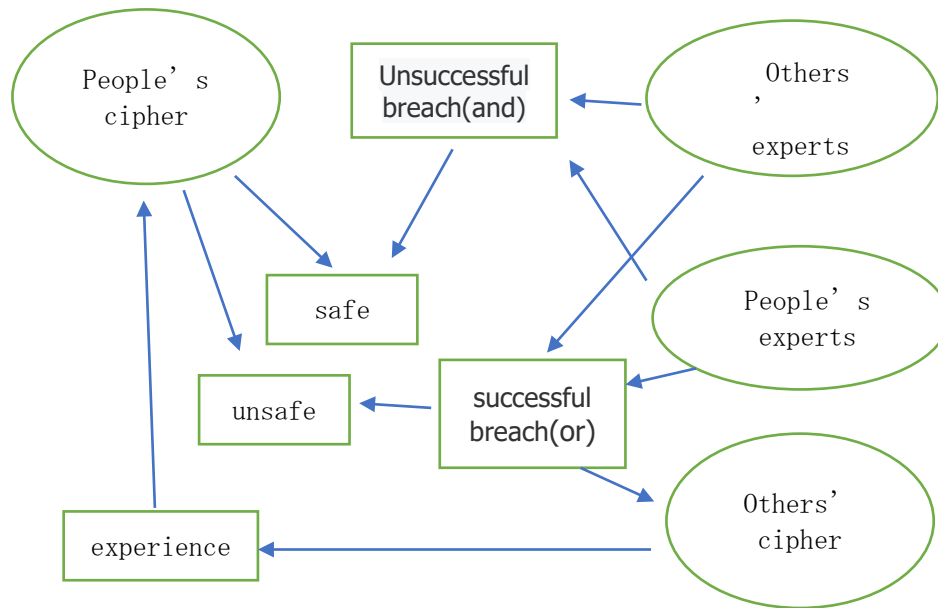 People’s
cipher
Unsuccessful
breach(and)
Others
’
experts
safe
People’s
experts
unsafe
successful
breach(or)
Others’
cipher
experience